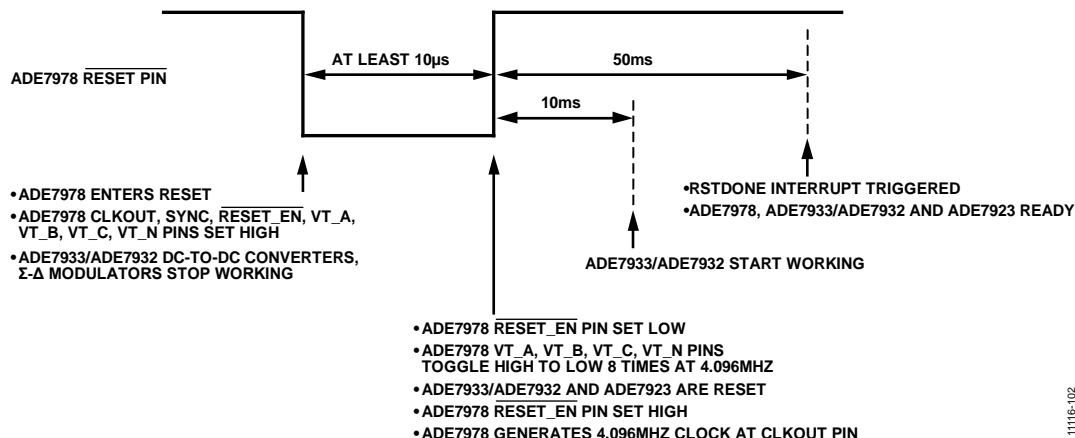 AT LEAST 10µs
50ms
ADE7978 RESET PIN
10ms
•ADE7978 ENTERS RESET
•ADE7978 CLKOUT, SYNC, RESET_EN, VT_A,
VT_B, VT_C, VT_N PINS SET HIGH
•ADE7933/ADE7932 DC-TO-DC CONVERTERS,
Σ-Δ MODULATORS STOP WORKING
•RSTDONE INTERRUPT TRIGGERED
•ADE7978, ADE7933/ADE7932 AND ADE7923 READY
ADE7933/ADE7932 START WORKING
•ADE7978 RESET_EN PIN SET LOW
•ADE7978 VT_A, VT_B, VT_C, VT_N PINS
TOGGLE HIGH TO LOW 8 TIMES AT 4.096MHZ
•ADE7933/ADE7932 AND ADE7923 ARE RESET
•ADE7978 RESET_EN PIN SET HIGH
•ADE7978 GENERATES 4.096MHZ CLOCK AT CLKOUT PIN
11116-102